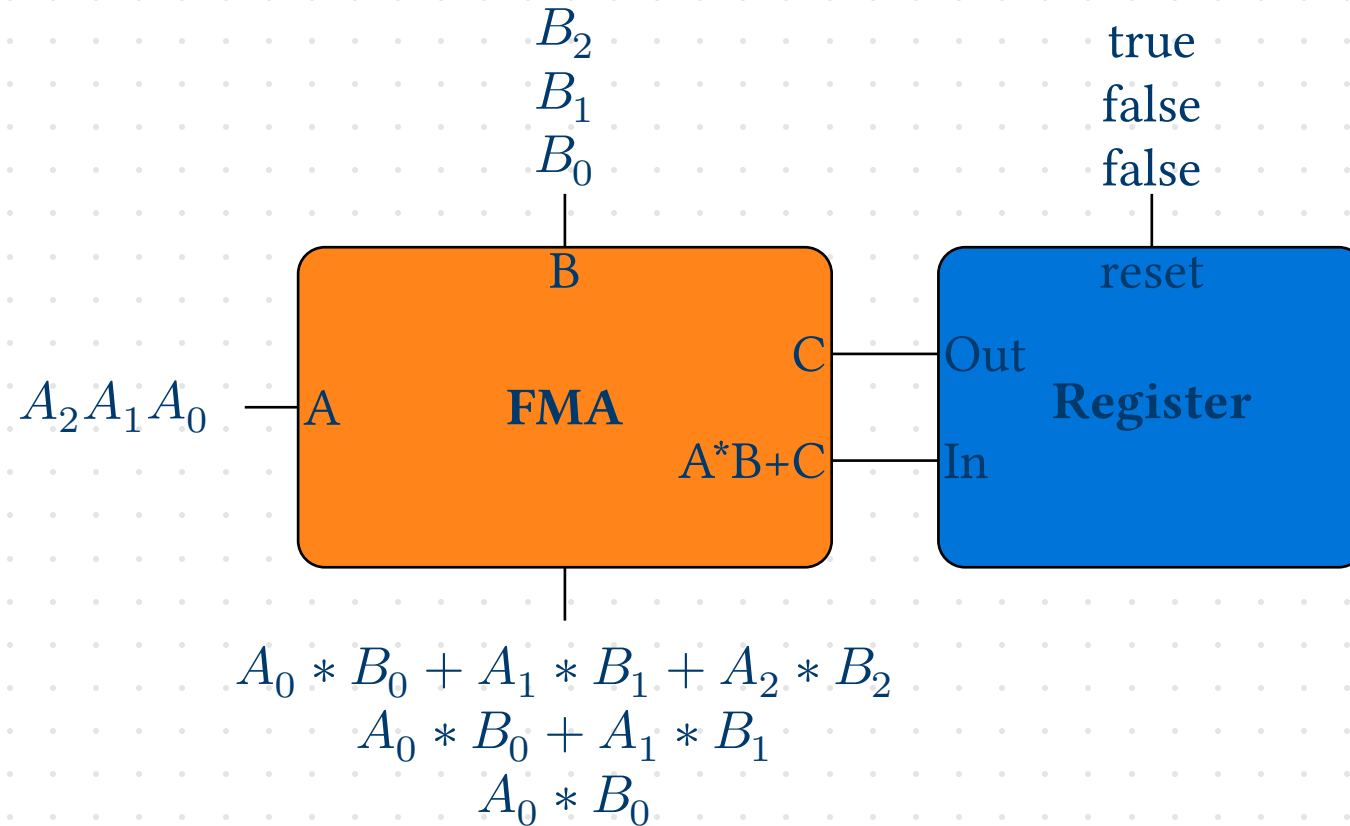 B₂
B₁
B₀
true
false
false
B
reset
C
Out
A₂A₁A₀
A
FMA
Register
A*B+C
In
A₀ * B₀ + A₁ * B₁ + A₂ * B₂
A₀ * B₀ + A₁ * B₁
A₀ * B₀